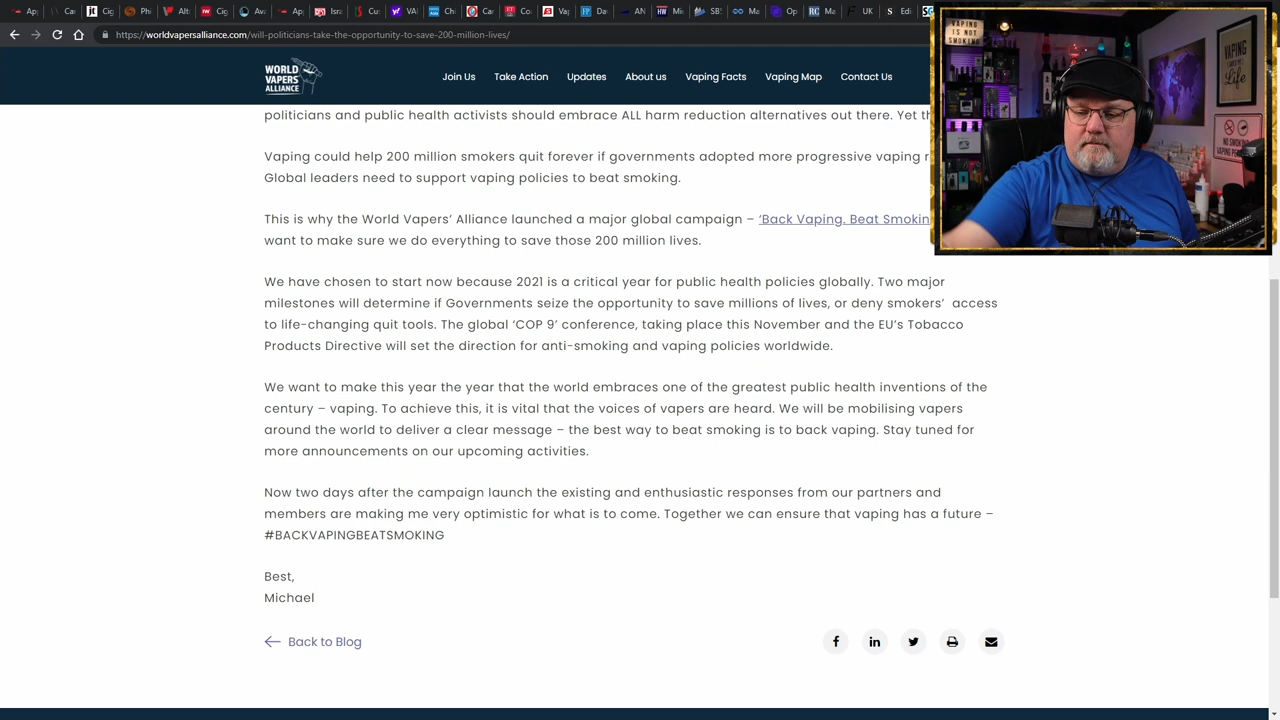 https://worldvapersalliance.com/will-politicians-take-the-opportunity-to-save-200-million-lives/
WORLD VAPERS' ALLIANCE
Join Us Take Action Updates About us Vaping Facts Vaping Map Contact Us
politicians and public health activists should embrace ALL harm reduction alternatives out there. Yet
Vaping could help 200 million smokers quit forever if governments adopted more progressive vaping
Global leaders need to support vaping policies to beat smoking.
This is why the World Vapers’ Alliance launched a major global campaign – ‘Back Vaping. Beat Smokin
want to make sure we do everything to save those 200 million lives.
We have chosen to start now because 2021 is a critical year for public health policies globally. Two major
milestones will determine if Governments seize the opportunity to save millions of lives, or deny smokers’ access
to life-changing quit tools. The global ‘COP 9’ conference, taking place this November and the EU’s Tobacco
Products Directive will set the direction for anti-smoking and vaping policies worldwide.
We want to make this year the year that the world embraces one of the greatest public health inventions of the
century – vaping. To achieve this, it is vital that the voices of vapers are heard. We will be mobilising vapers
around the world to deliver a clear message – the best way to beat smoking is to back vaping. Stay tuned for
more announcements on our upcoming activities.
Now two days after the campaign launch the existing and enthusiastic responses from our partners and
members are making me very optimistic for what is to come. Together we can ensure that vaping has a future –
#BACKVAPINGBEATSMOKING
Best,
Michael
Back to Blog
VAPING
IS NOT
SMOKING
VAPING
Life